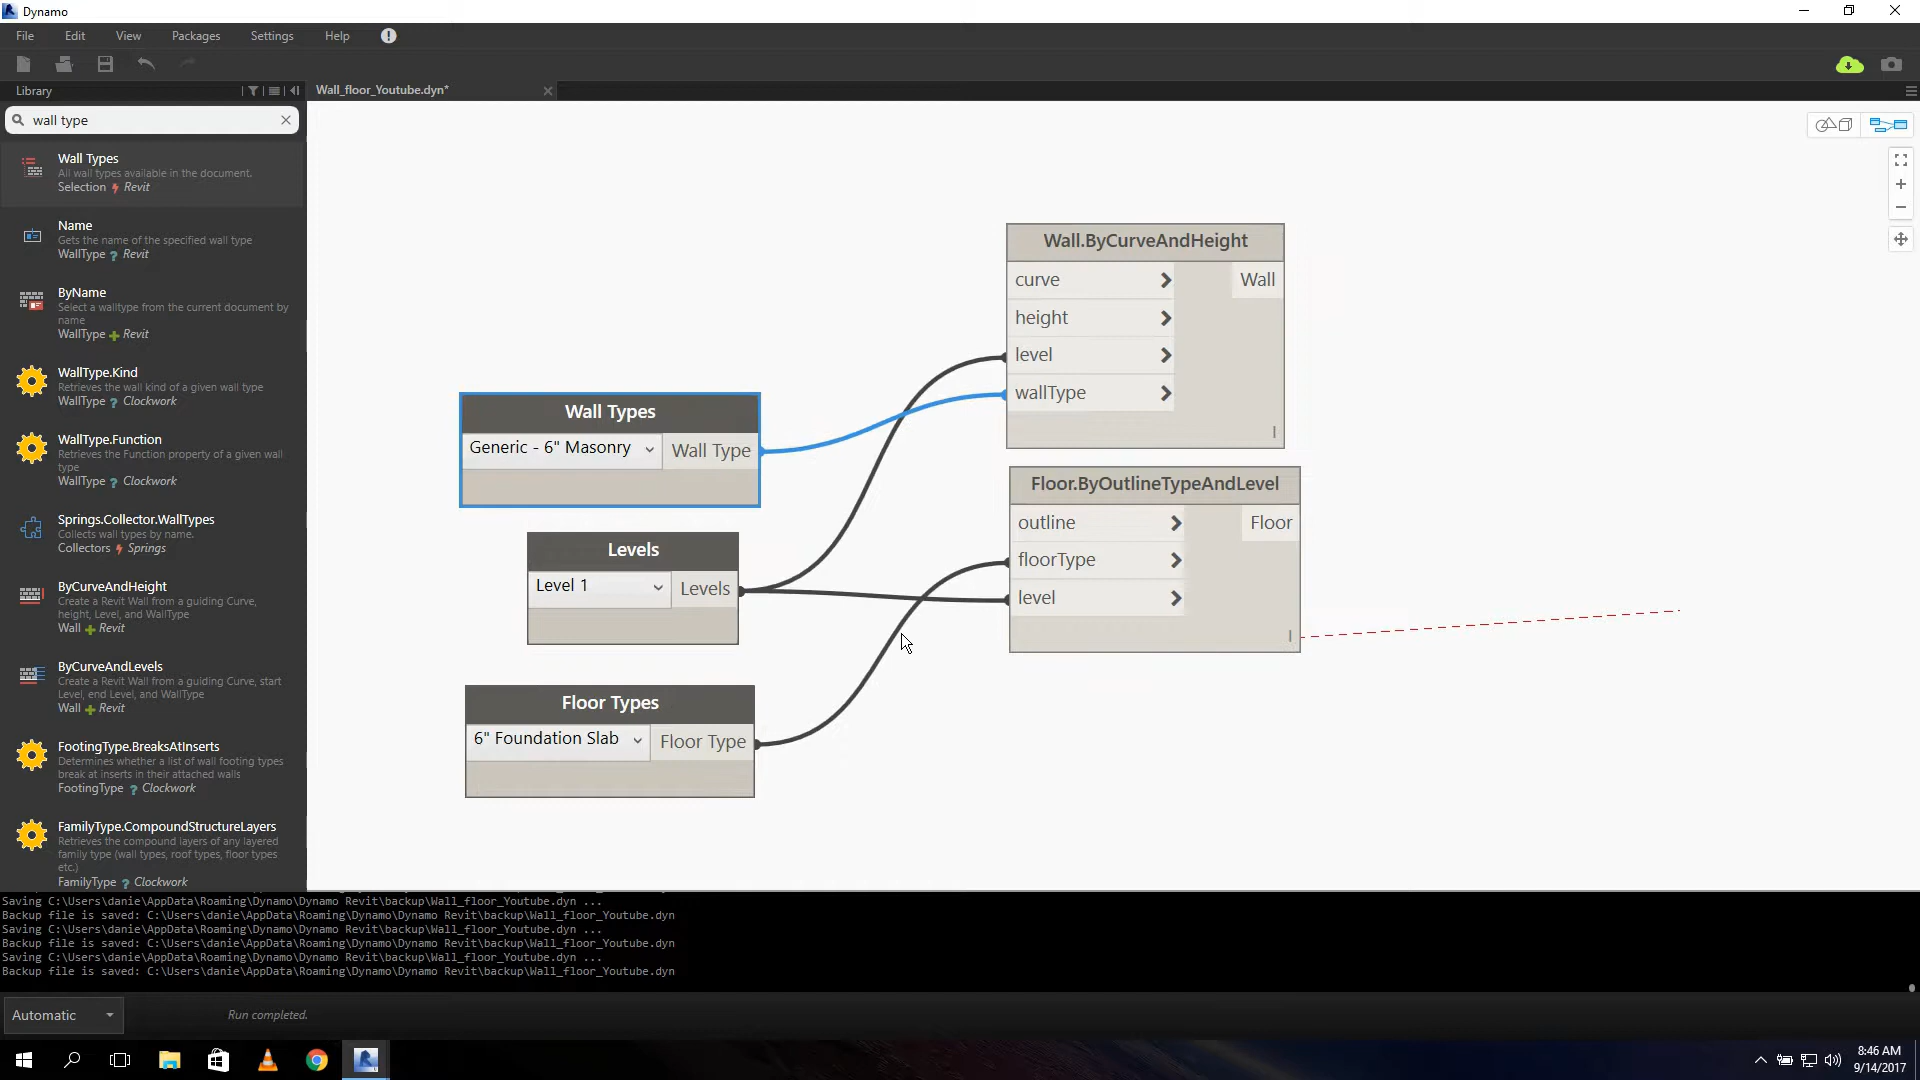 Dynamo
File Edit View Packages Settings Help
Library
Wall_floor_Youtube.dyn*
wall type
Wall Types
All wall types available in the document.
Selection Revit
Name
Gets the name of the specified wall type
WallType ? Revit
ByName
Select a walltype from the current document by
name
WallType Revit
WallType.Kind
Retrieves the wall kind of a given wall type
WallType ? Clockwork
WallType.Function
Retrieves the Function property of a given wall
type
WallType ? Clockwork
Springs.Collector.WallTypes
Collects wall types by name.
Collectors Springs
ByCurveAndHeight
Create a Revit Wall from a guiding Curve,
height, Level, and WallType
Wall Revit
ByCurveAndLevels
Create a Revit Wall from a guiding Curve, start
Level, end Level, and WallType
Wall Revit
FootingType.BreaksAtInserts
Determines whether a list of wall footing types
break at inserts in their attached walls
FootingType ? Clockwork
FamilyType.CompoundStructureLayers
Retrieves the compound layers of any layered
family type (wall types, roof types, floor types
etc.)
FamilyType ? Clockwork
Wall Types
Generic - 6" Masonry Wall Type
Levels
Level 1 Levels
Floor Types
6" Foundation Slab Floor Type
Wall.ByCurveAndHeight
curve Wall
height
level
wallType
l
Floor.ByOutlineTypeAndLevel
outline Floor
floorType
level
l
Saving C:\Users\danie\AppData\Roaming\Dynamo\Dynamo Revit\backup\Wall_floor_Youtube.dyn ...
Backup file is saved: C:\Users\danie\AppData\Roaming\Dynamo\Dynamo Revit\backup\Wall_floor_Youtube.dyn
Saving C:\Users\danie\AppData\Roaming\Dynamo\Dynamo Revit\backup\Wall_floor_Youtube.dyn ...
Backup file is saved: C:\Users\danie\AppData\Roaming\Dynamo\Dynamo Revit\backup\Wall_floor_Youtube.dyn
Saving C:\Users\danie\AppData\Roaming\Dynamo\Dynamo Revit\backup\Wall_floor_Youtube.dyn ...
Backup file is saved: C:\Users\danie\AppData\Roaming\Dynamo\Dynamo Revit\backup\Wall_floor_Youtube.dyn
Automatic Run completed.
8:46 AM
9/14/2017